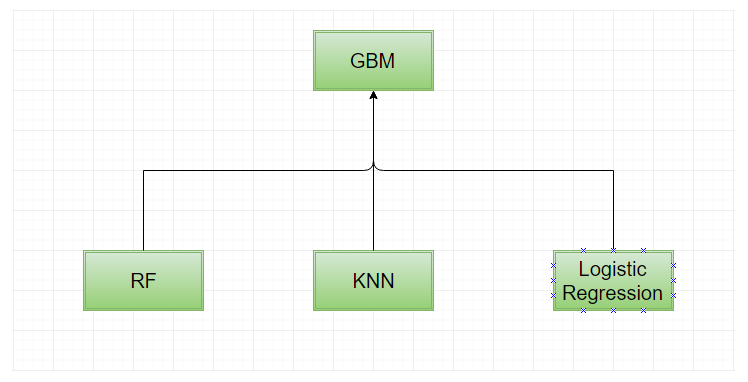 GBM
RF
KNN
Logistic
Regression